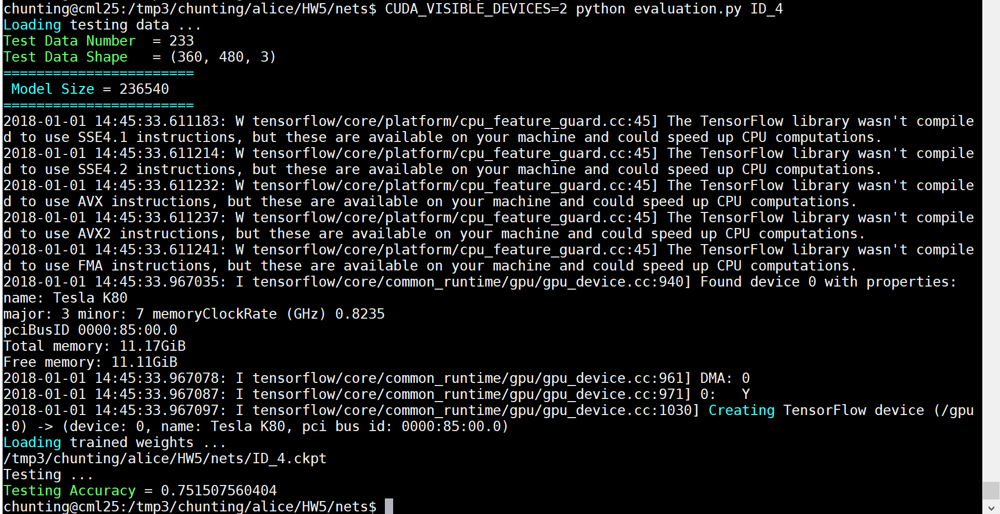 chunting@cml25:/tmp3/chunting/alice/HW5/nets$ CUDA_VISIBLE_DEVICES=2 python evaluation.py ID_4
Loading testing data ...
Test Data Number  = 233
Test Data Shape   = (360, 480, 3)
=======================
 Model Size = 236540
=======================
2018-01-01 14:45:33.611183: W tensorflow/core/platform/cpu_feature_guard.cc:45] The TensorFlow library wasn't compile
d to use SSE4.1 instructions, but these are available on your machine and could speed up CPU computations.
2018-01-01 14:45:33.611214: W tensorflow/core/platform/cpu_feature_guard.cc:45] The TensorFlow library wasn't compile
d to use SSE4.2 instructions, but these are available on your machine and could speed up CPU computations.
2018-01-01 14:45:33.611232: W tensorflow/core/platform/cpu_feature_guard.cc:45] The TensorFlow library wasn't compile
d to use AVX instructions, but these are available on your machine and could speed up CPU computations.
2018-01-01 14:45:33.611237: W tensorflow/core/platform/cpu_feature_guard.cc:45] The TensorFlow library wasn't compile
d to use AVX2 instructions, but these are available on your machine and could speed up CPU computations.
2018-01-01 14:45:33.611241: W tensorflow/core/platform/cpu_feature_guard.cc:45] The TensorFlow library wasn't compile
d to use FMA instructions, but these are available on your machine and could speed up CPU computations.
2018-01-01 14:45:33.967035: I tensorflow/core/common_runtime/gpu/gpu_device.cc:940] Found device 0 with properties:
name: Tesla K80
major: 3 minor: 7 memoryClockRate (GHz) 0.8235
pciBusID 0000:85:00.0
Total memory: 11.17GiB
Free memory: 11.11GiB
2018-01-01 14:45:33.967078: I tensorflow/core/common_runtime/gpu/gpu_device.cc:961] DMA: 0
2018-01-01 14:45:33.967087: I tensorflow/core/common_runtime/gpu/gpu_device.cc:971] 0:   Y
2018-01-01 14:45:33.967097: I tensorflow/core/common_runtime/gpu/gpu_device.cc:1030] Creating TensorFlow device (/gpu
:0) -> (device: 0, name: Tesla K80, pci bus id: 0000:85:00.0)
Loading trained weights ...
/tmp3/chunting/alice/HW5/nets/ID_4.ckpt
Testing ...
Testing Accuracy = 0.751507560404
chunting@cml25:/tmp3/chunting/alice/HW5/nets$